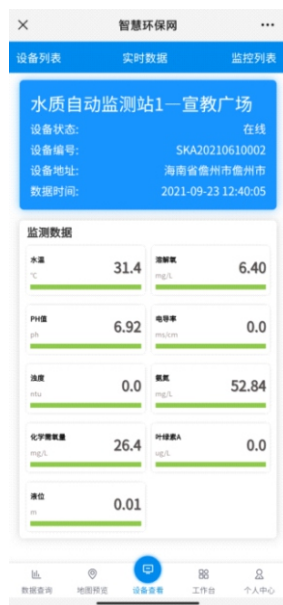 智慧环保网
设备列表 实时数据 监控列表
水质自动监测站1—宣教广场
设备状态: 在线
设备编号: SKA20210610002
设备地址: 海南省儋州市儋州市
数据时间: 2021-09-23 12:40:05
监测数据
水温 ℃ 31.4 溶解氧 mg/L 6.40
PH值 ph 6.92 电导率 ms/cm 0.0
浊度 ntu 0.0 氨氮 mg/L 52.84
化学需氧量 mg/L 26.4 叶绿素A ug/L 0.0
液位 m 0.01
数据查询 地图预览 设备查看 工作台 个人中心